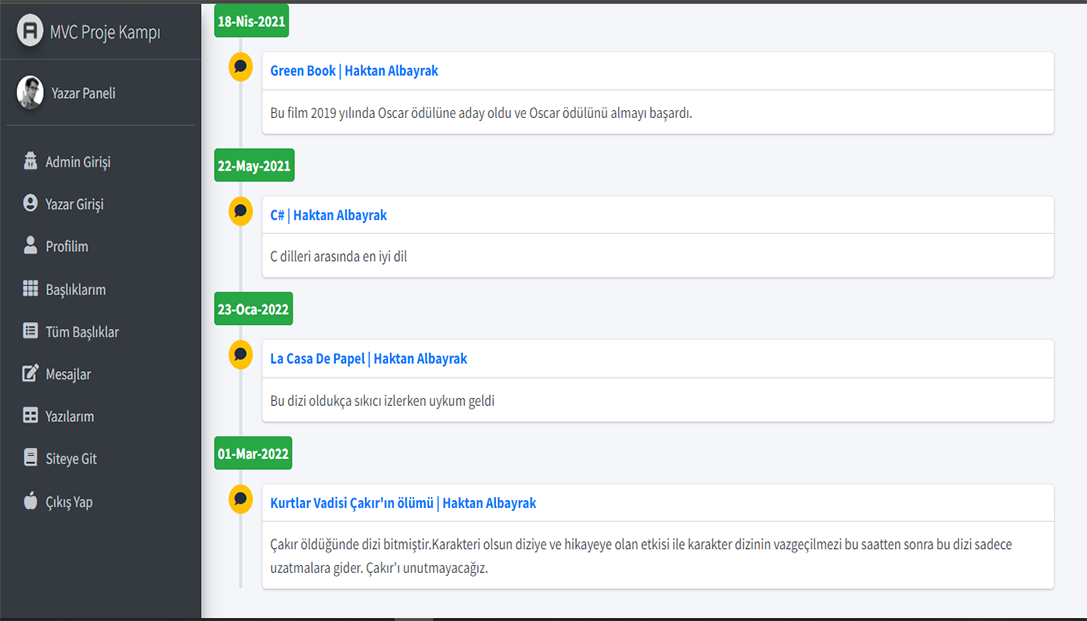 MVC Proje Kampı
Yazar Paneli
Admin Girişi
Yazar Girişi
Profilim
Başlıklarım
Tüm Başlıklar
Mesajlar
Yazılarım
Siteye Git
Çıkış Yap
18-Nis-2021
Green Book | Haktan Albayrak
Bu film 2019 yılında Oscar ödülüne aday oldu ve Oscar ödülünü almayı başardı.
22-May-2021
C# | Haktan Albayrak
C dilleri arasında en iyi dil
23-Oca-2022
La Casa De Papel | Haktan Albayrak
Bu dizi oldukça sıkıcı izlerken uykum geldi
01-Mar-2022
Kurtlar Vadisi Çakır'ın ölümü | Haktan Albayrak
Çakır öldüğünde dizi bitmiştir.Karakteri olsun diziye ve hikayeye olan etkisi ile karakter dizinin vazgeçilmezi bu saatten sonra bu dizi sadece
uzatmalara gider. Çakır'ı unutmayacağız.